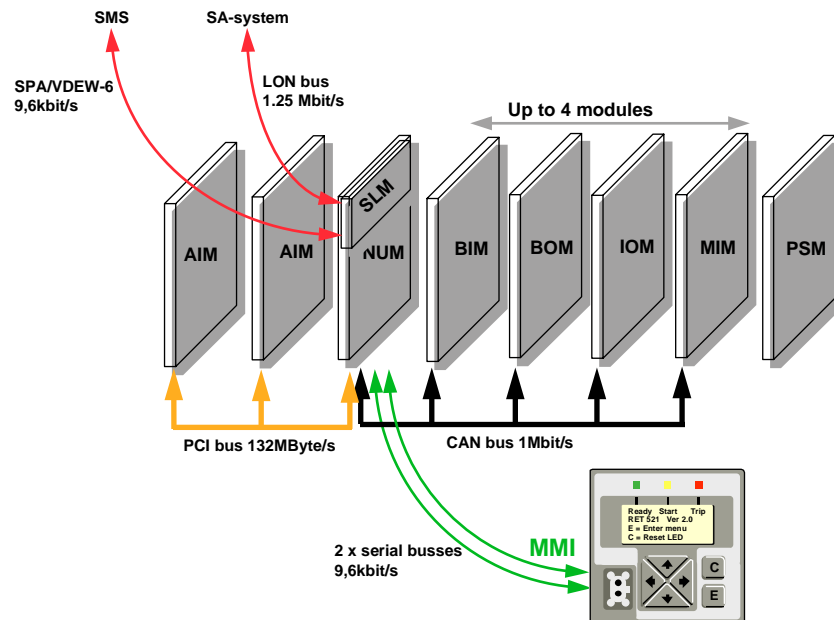 SMS
SA-system
SPA/VDEW-6
9,6kbit/s
LON bus
1.25 Mbit/s
Up to 4 modules
AIM
AIM
SLM
NUM
BIM
BOM
IOM
MIM
PSM
PCI bus 132MByte/s
CAN bus 1Mbit/s
2 x serial busses
9,6kbit/s
MMI
Ready Start Trip
RET 521 Ver 2.0
E = Enter menu
C = Reset LED
C
E